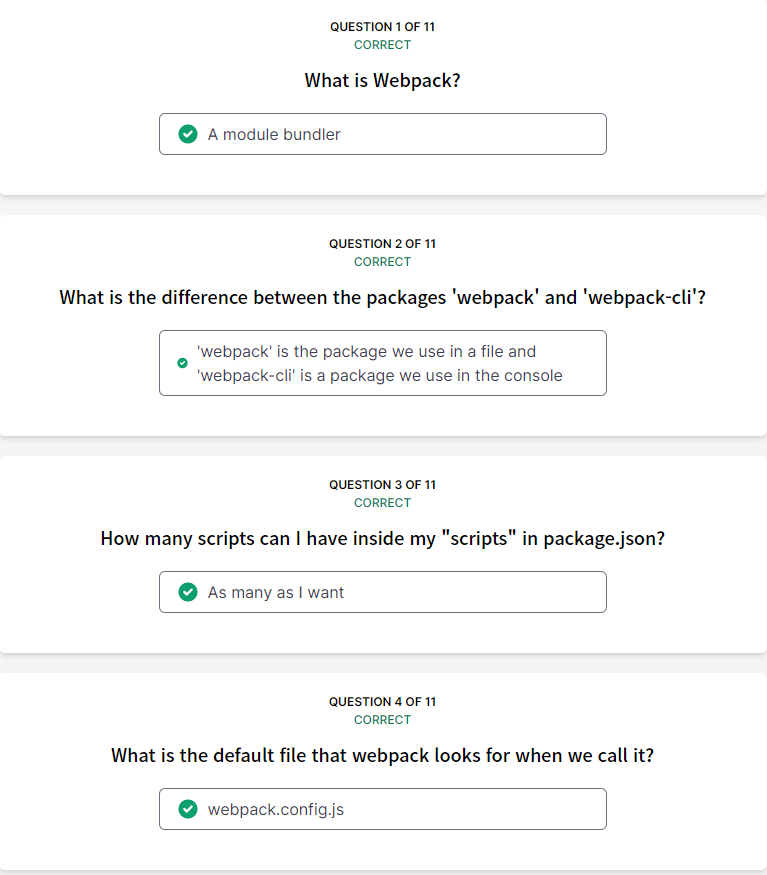 QUESTION 1 OF 11
CORRECT
What is Webpack?
A module bundler
QUESTION 2 OF 11
CORRECT
What is the difference between the packages 'webpack' and 'webpack-cli'?
'webpack' is the package we use in a file and
'webpack-cli' is a package we use in the console
QUESTION 3 OF 11
CORRECT
How many scripts can I have inside my "scripts" in package.json?
As many as I want
QUESTION 4 OF 11
CORRECT
What is the default file that webpack looks for when we call it?
webpack.config.js